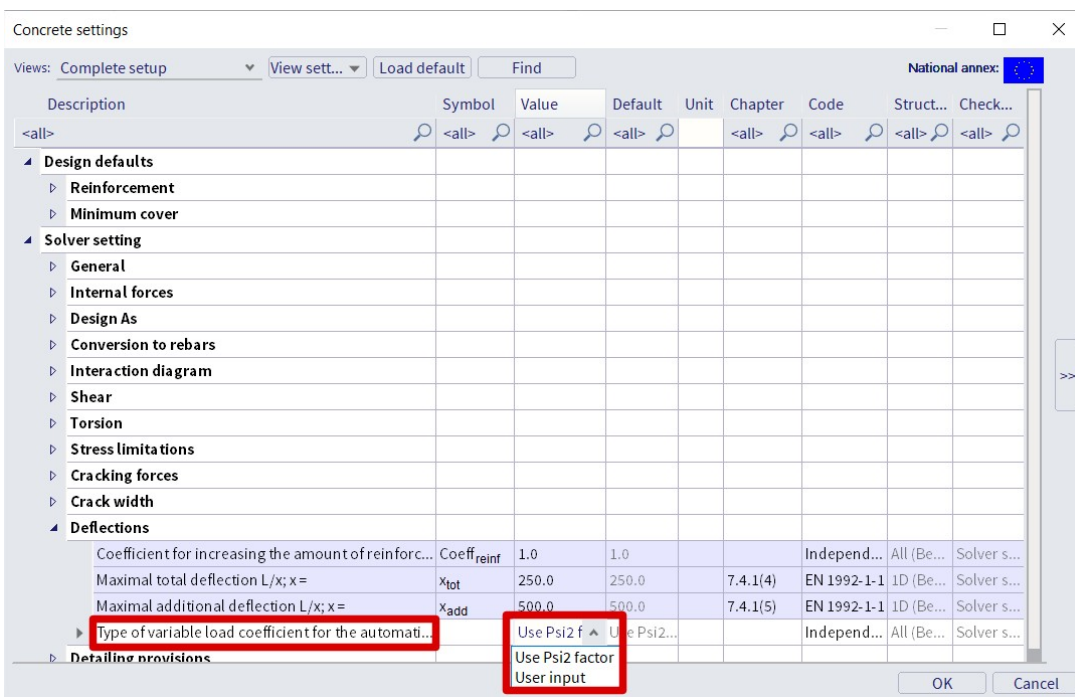 Concrete settings
Views: Complete setup View sett... Load default Find National annex:
Description Symbol Value Default Unit Chapter Code Struct... Check...
<all> <all> <all> <all> <all> <all> <all> <all>
Design defaults
Reinforcement
Minimum cover
Solver setting
General
Internal forces
Design As
Conversion to rebars
Interaction diagram
Shear
Torsion
Stress limitations
Cracking forces
Crack width
Deflections
Coefficient for increasing the amount of reinforc... Coeffreinf 1.0 1.0 Independ... All (Be... Solver s...
Maximal total deflection L/x; x = xtot 250.0 250.0 7.4.1(4) EN 1992-1-1 1D (Be... Solver s...
Maximal additional deflection L/x; x = xadd 500.0 500.0 7.4.1(5) EN 1992-1-1 1D (Be... Solver s...
Type of variable load coefficient for the automati... Use Psi2 f Use Psi2... Independ... All (Be... Solver s...
Detailing provisions Use Psi2 factor
User input
>>
OK Cancel